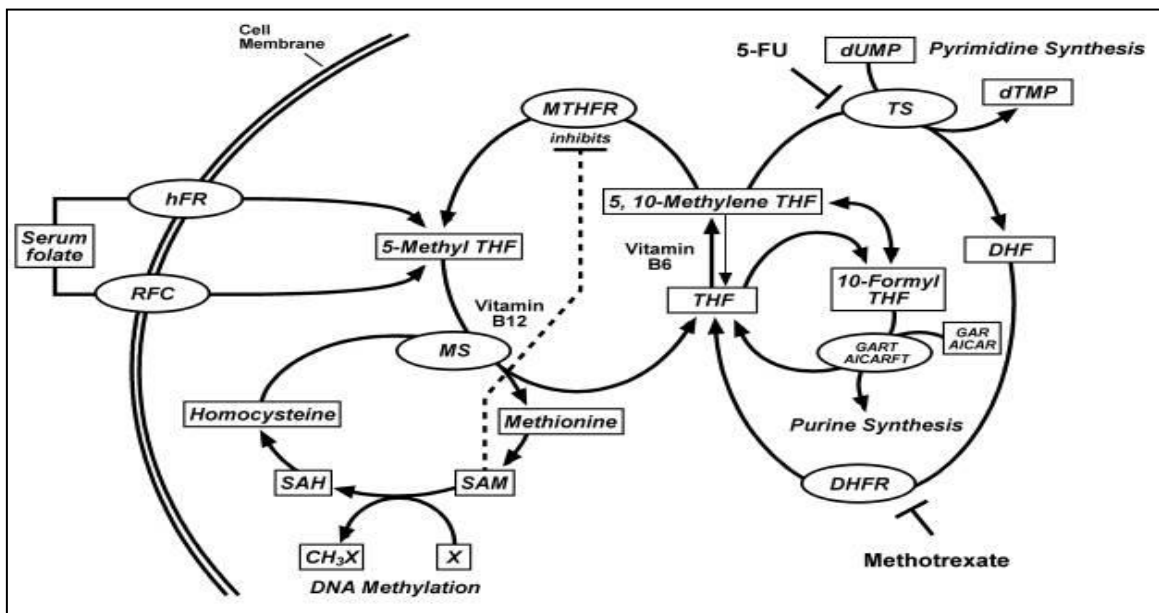 Cell
Membrane
5-FU
dUMP
Pyrimidine Synthesis
MTHFR
TS
dTMP
inhibits
hFR
5, 10-Methylene THF
Serum
folate
5-Methyl THF
Vitamin
B6
DHF
RFC
Vitamin
B12
THF
10-Formyl
THF
MS
GART
AICARFT
GAR
AICAR
Homocysteine
Methionine
Purine Synthesis
SAH
SAM
DHFR
CH₃X
X
Methotrexate
DNA Methylation